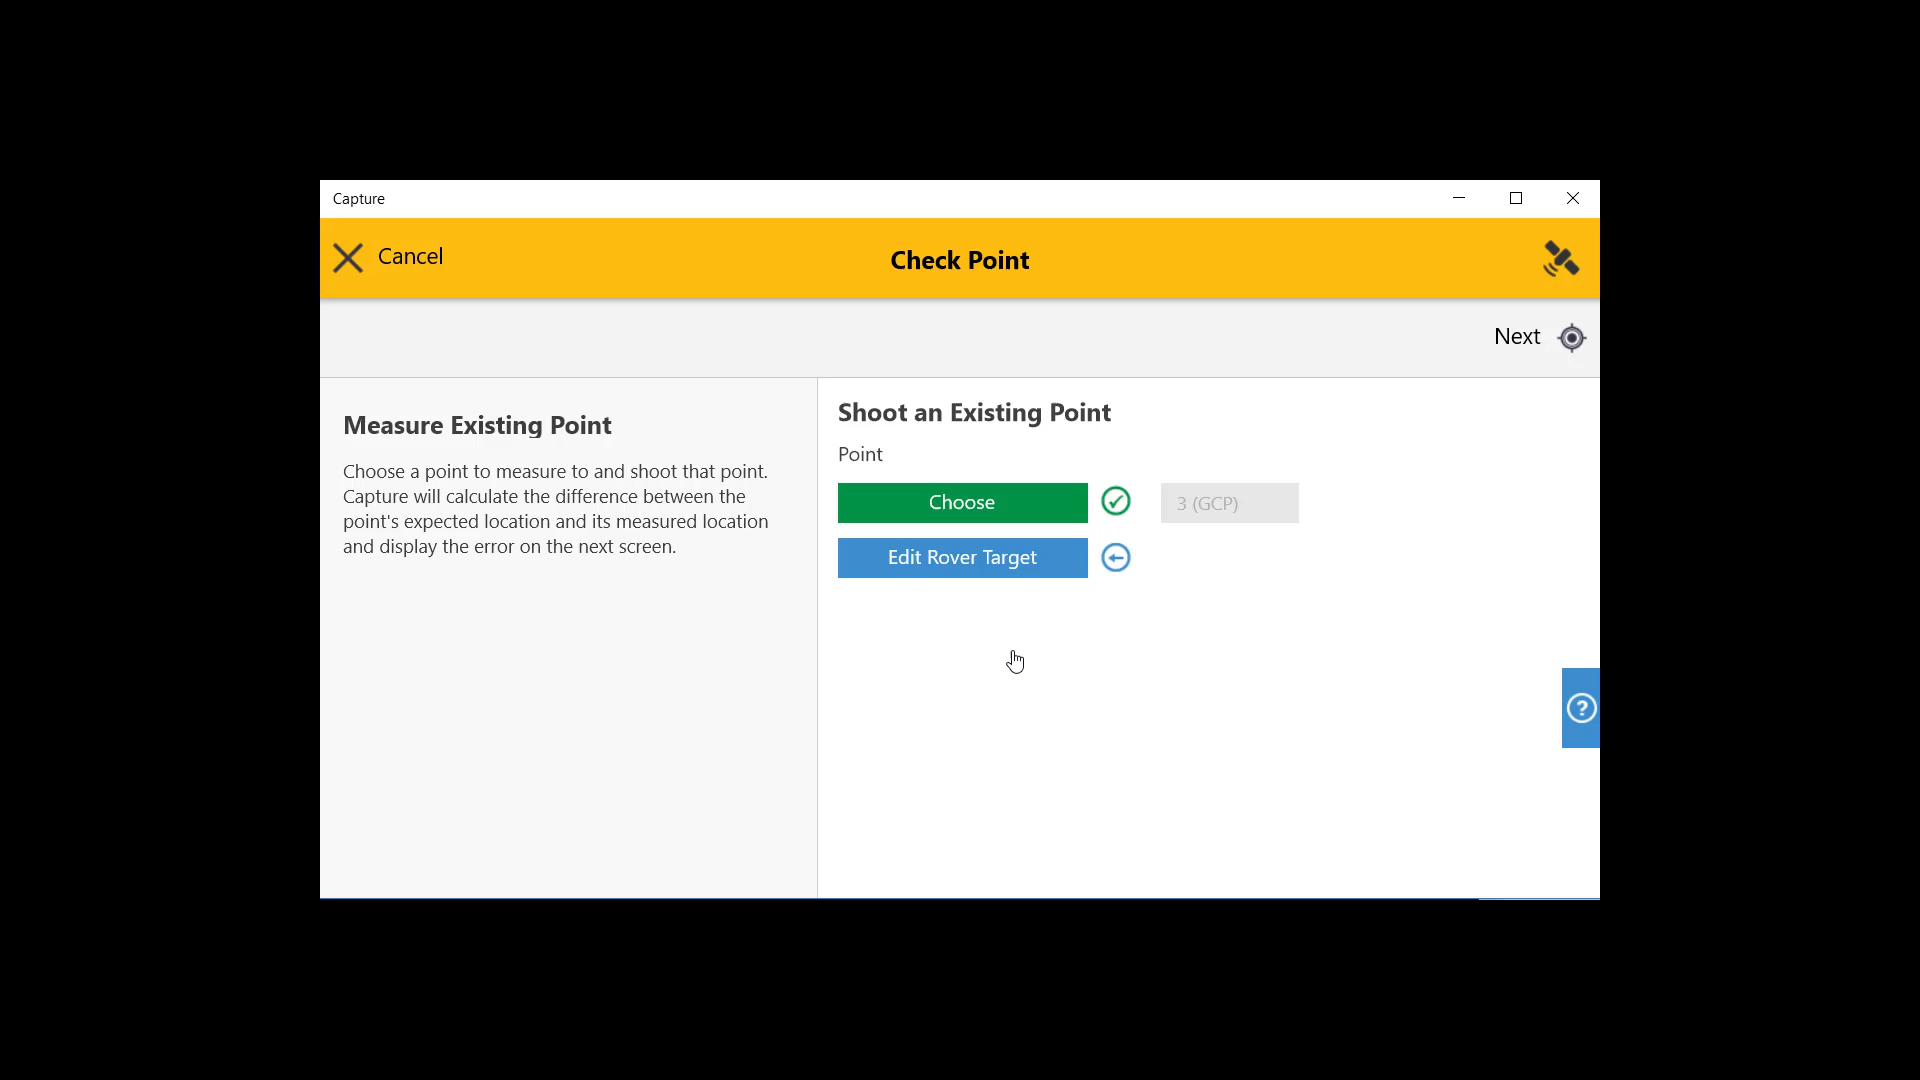 Capture
Cancel
Check Point
Next
Measure Existing Point
Choose a point to measure to and shoot that point.
Capture will calculate the difference between the
point's expected location and its measured location
and display the error on the next screen.
Shoot an Existing Point
Point
Choose
3 (GCP)
Edit Rover Target
?